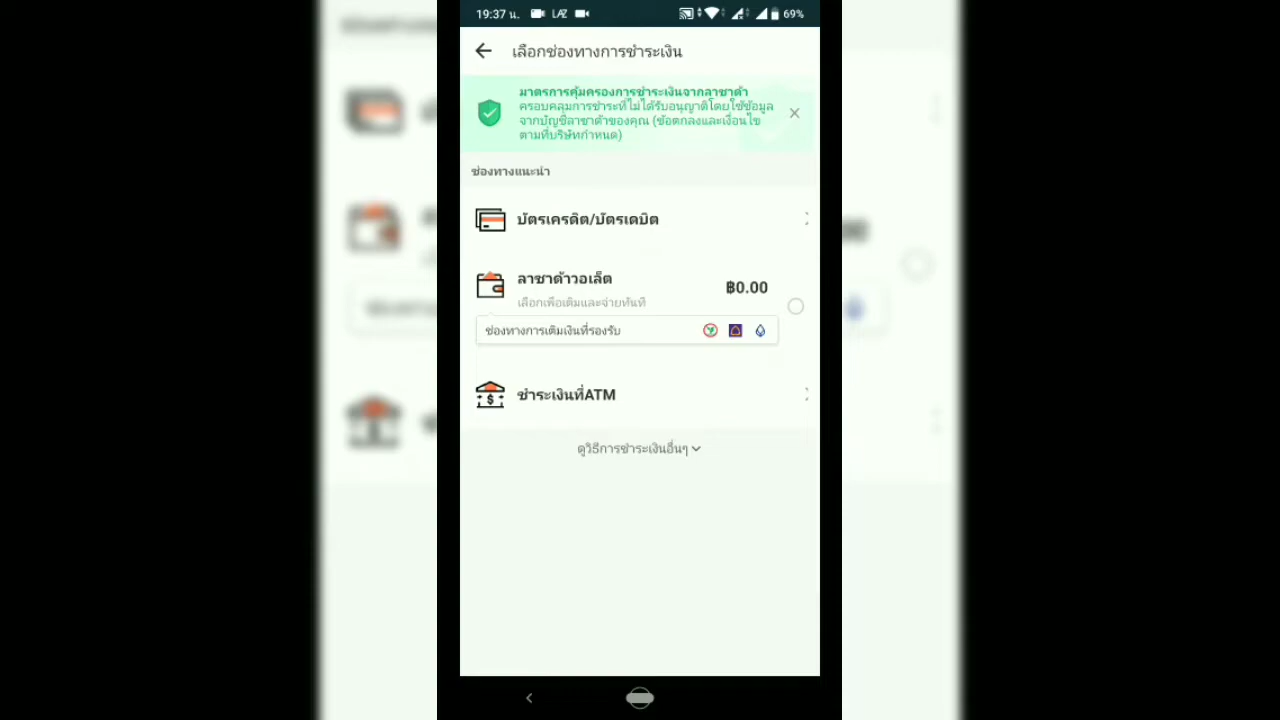 19:37 น. LAZ 69%
เลือกช่องทางการชำระเงิน
มาตรการคุ้มครองการชำระเงินจากลาซาด้า
ครอบคลุมการชำระที่ไม่ได้รับอนุญาติโดยใช้ข้อมูล
จากบัญชีลาซาด้าของคุณ (ข้อตกลงและเงื่อนไข
ตามที่บริษัทกำหนด)
ช่องทางแนะนำ
บัตรเครดิต/บัตรเดบิต
ลาซาด้าวอเล็ต
฿0.00
เลือกเพื่อเติมและจ่ายทันที
ช่องทางการเติมเงินที่รองรับ
ชำระเงินที่ATM
ดูวิธีการชำระเงินอื่นๆ